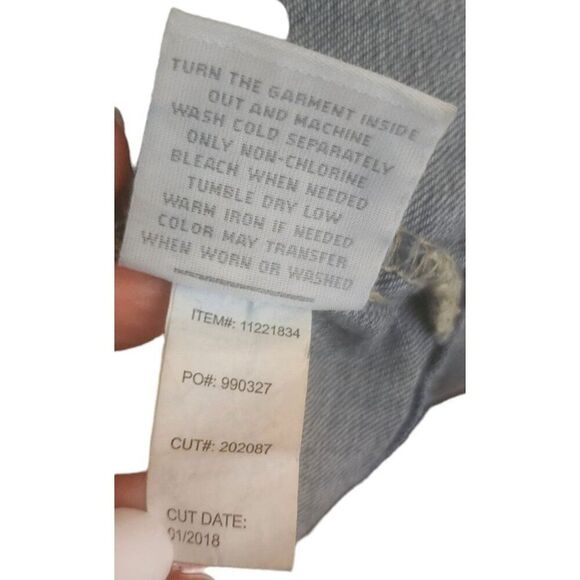 TURN THE GARMENT INSIDE
OUT AND MACHINE
WASH COLD SEPARATELY
ONLY NON-CHLORINE
BLEACH WHEN NEEDED
TUMBLE DRY LOW
WARM IRON IF NEEDED
COLOR MAY TRANSFER
WHEN WORN OR WASHED
ITEM#: 11221834
PO#: 990327
CUT#: 202087
CUT DATE:
01/2018